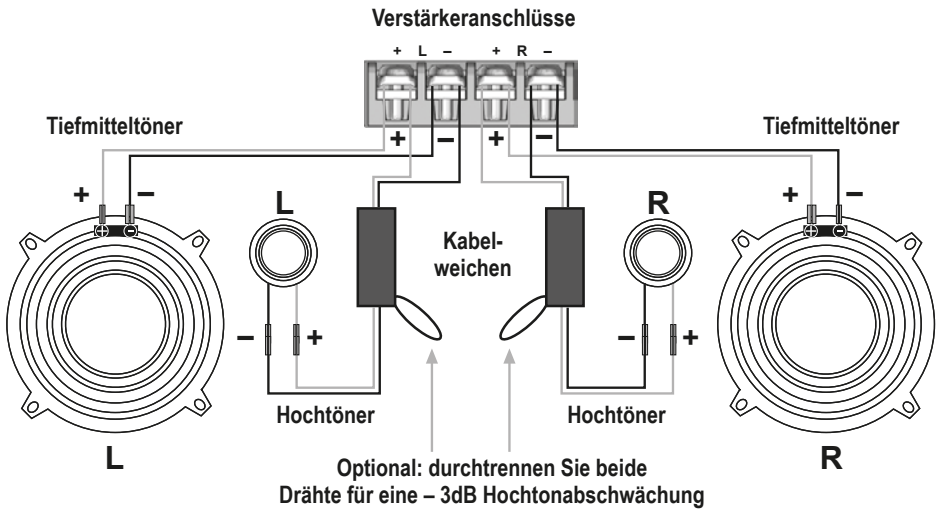 Verstärkeranschlüsse
+ L – + R –
Tiefmitteltöner
Tiefmitteltöner
+ – + –
+ – + –
L
R
Kabel-
weichen
– +
– +
Hochtöner
Hochtöner
L
R
Optional: durchtrennen Sie beide
Drähte für eine – 3dB Hochtonabschwächung